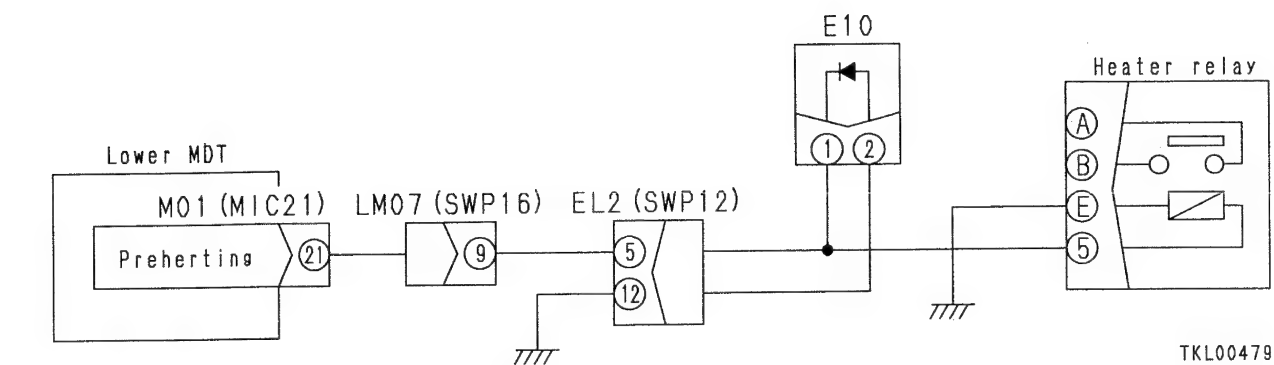 E10
Heater relay
A
1
2
B
Lower MDT
M01 (MIC21)
LM07 (SWP16)
EL2 (SWP12)
E
Preherting
21
9
5
5
12
TKL00479